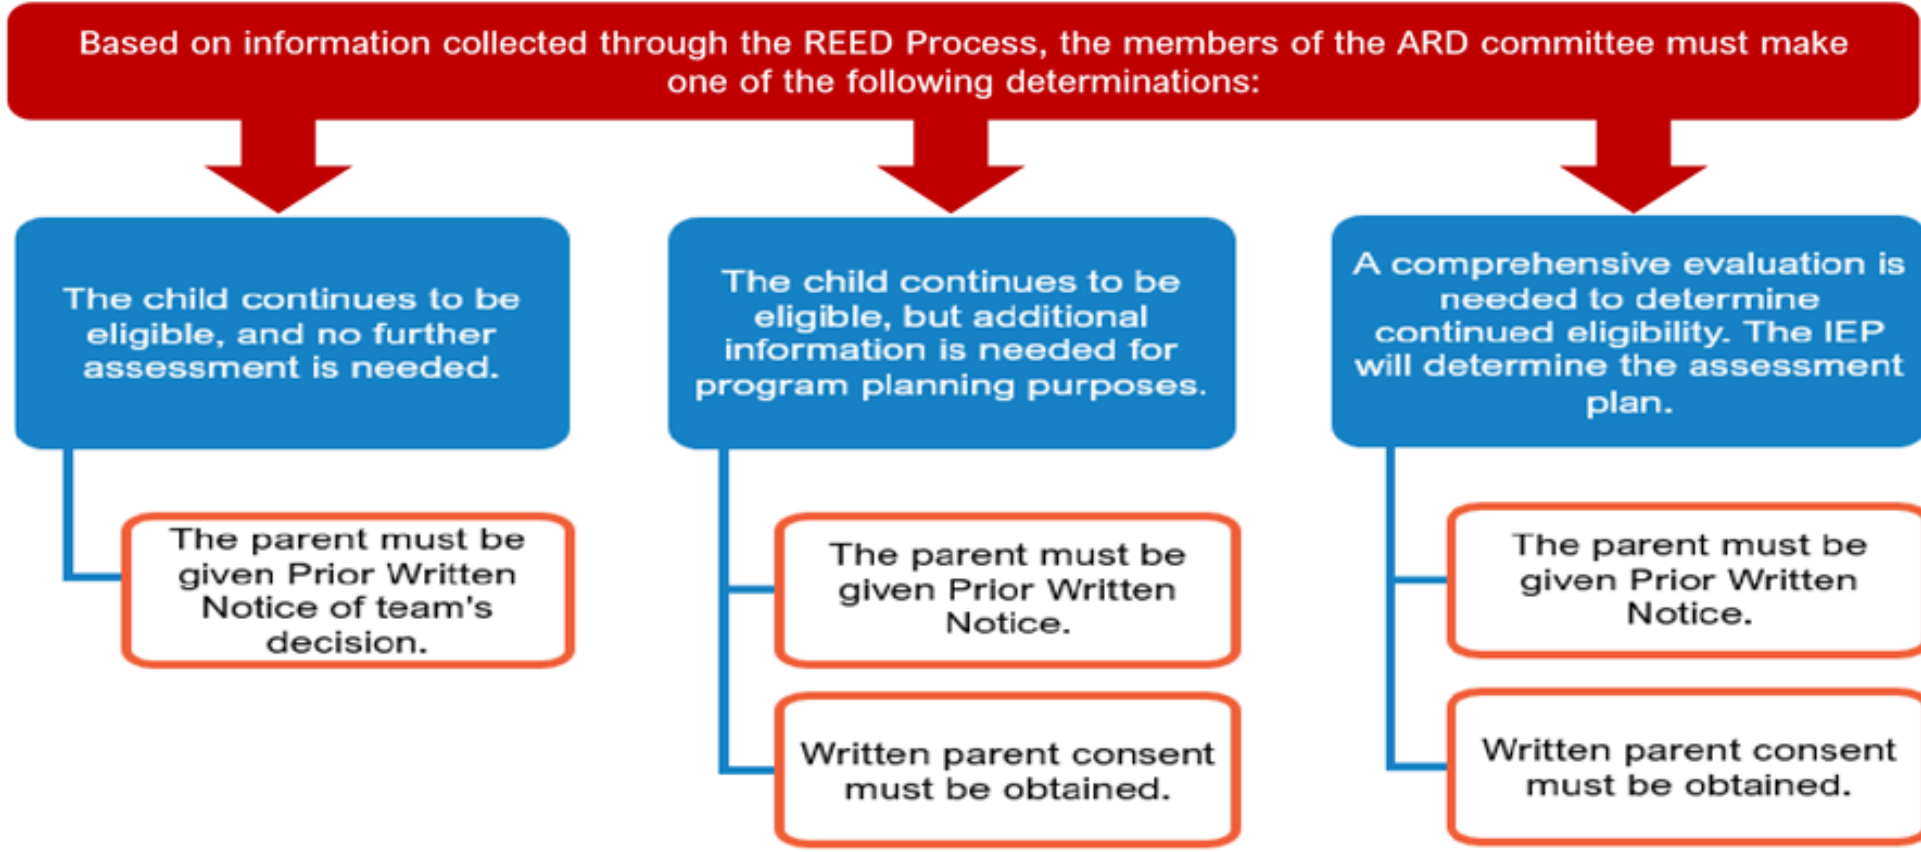 Based on information collected through the REED Process, the members of the ARD committee must make
one of the following determinations:
The child continues to be
eligible, and no further
assessment is needed.
The parent must be
given Prior Written
Notice of team's
decision.
The child continues to be
eligible, but additional
information is needed for
program planning purposes.
The parent must be
given Prior Written
Notice.
Written parent consent
must be obtained.
A comprehensive evaluation is
needed to determine
continued eligibility. The IEP
will determine the assessment
plan.
The parent must be
given Prior Written
Notice.
Written parent consent
must be obtained.